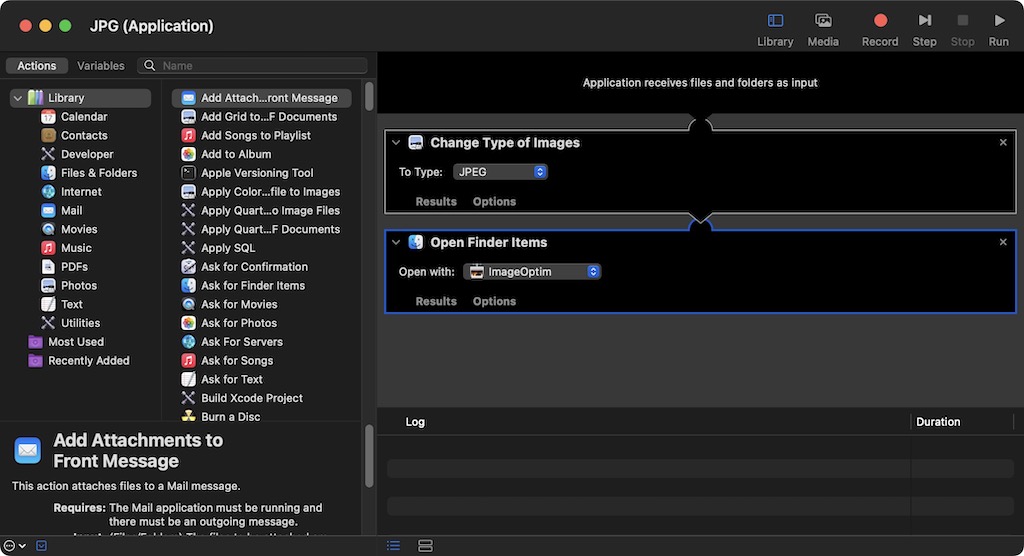 JPG (Application)
Library
Media
Record
Step
Stop
Run
Actions
Variables
Name
Library
Calendar
Contacts
Developer
Files & Folders
Internet
Mail
Movies
Music
PDFs
Photos
Text
Utilities
Most Used
Recently Added
Add Attach...ront Message
Add Grid to...F Documents
Add Songs to Playlist
Add to Album
Apple Versioning Tool
Apply Color...file to Images
Apply Quart...o Image Files
Apply Quart...F Documents
Apply SQL
Ask for Confirmation
Ask for Finder Items
Ask for Movies
Ask for Photos
Ask For Servers
Ask for Songs
Ask for Text
Build Xcode Project
Burn a Disc
Add Attachments to
Front Message
This action attaches files to a Mail message.
Requires: The Mail application must be running and
there must be an outgoing message.
Application receives files and folders as input
Change Type of Images
To Type: JPEG
Results Options
Open Finder Items
Open with: ImageOptim
Results Options
Log Duration